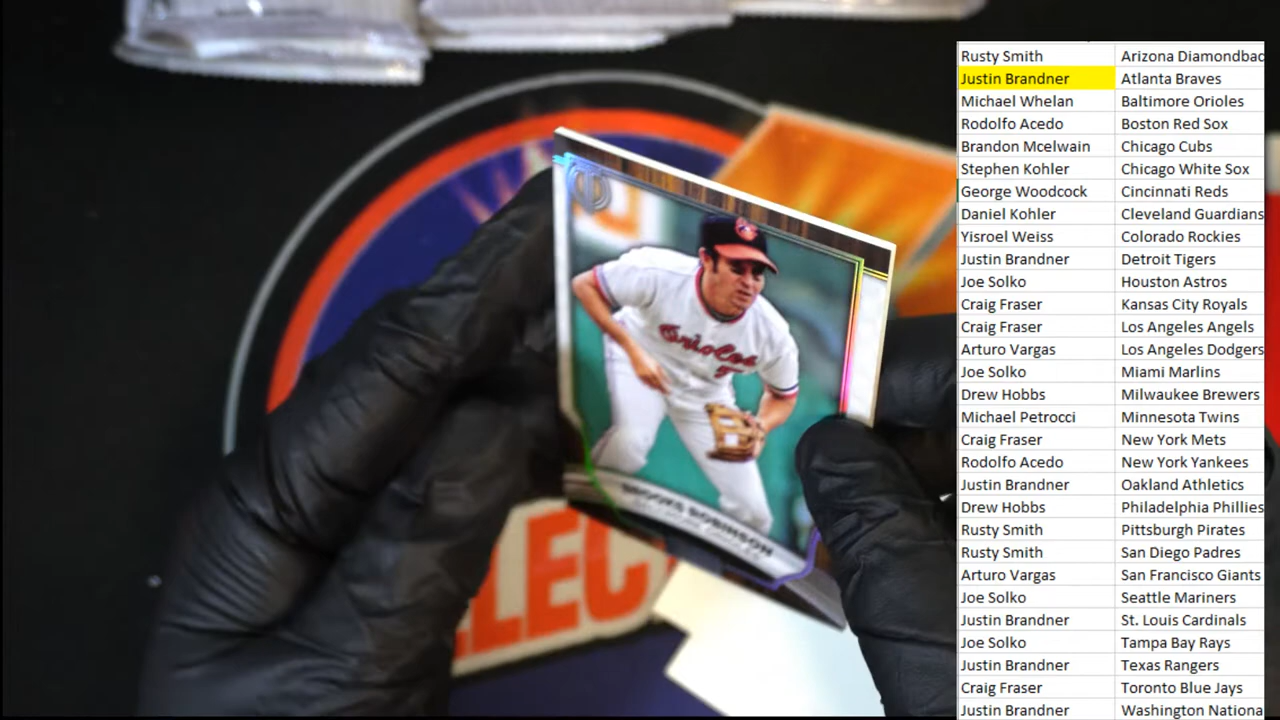 Orioles
5
BROOKS ROBINSON
LEC
Rusty Smith Arizona Diamondbac
Justin Brandner Atlanta Braves
Michael Whelan Baltimore Orioles
Rodolfo Acedo Boston Red Sox
Brandon Mcelwain Chicago Cubs
Stephen Kohler Chicago White Sox
George Woodcock Cincinnati Reds
Daniel Kohler Cleveland Guardians
Yisroel Weiss Colorado Rockies
Justin Brandner Detroit Tigers
Joe Solko Houston Astros
Craig Fraser Kansas City Royals
Craig Fraser Los Angeles Angels
Arturo Vargas Los Angeles Dodgers
Joe Solko Miami Marlins
Drew Hobbs Milwaukee Brewers
Michael Petrocci Minnesota Twins
Craig Fraser New York Mets
Rodolfo Acedo New York Yankees
Justin Brandner Oakland Athletics
Drew Hobbs Philadelphia Phillies
Rusty Smith Pittsburgh Pirates
Rusty Smith San Diego Padres
Arturo Vargas San Francisco Giants
Joe Solko Seattle Mariners
Justin Brandner St. Louis Cardinals
Joe Solko Tampa Bay Rays
Justin Brandner Texas Rangers
Craig Fraser Toronto Blue Jays
Justin Brandner Washington Nationa